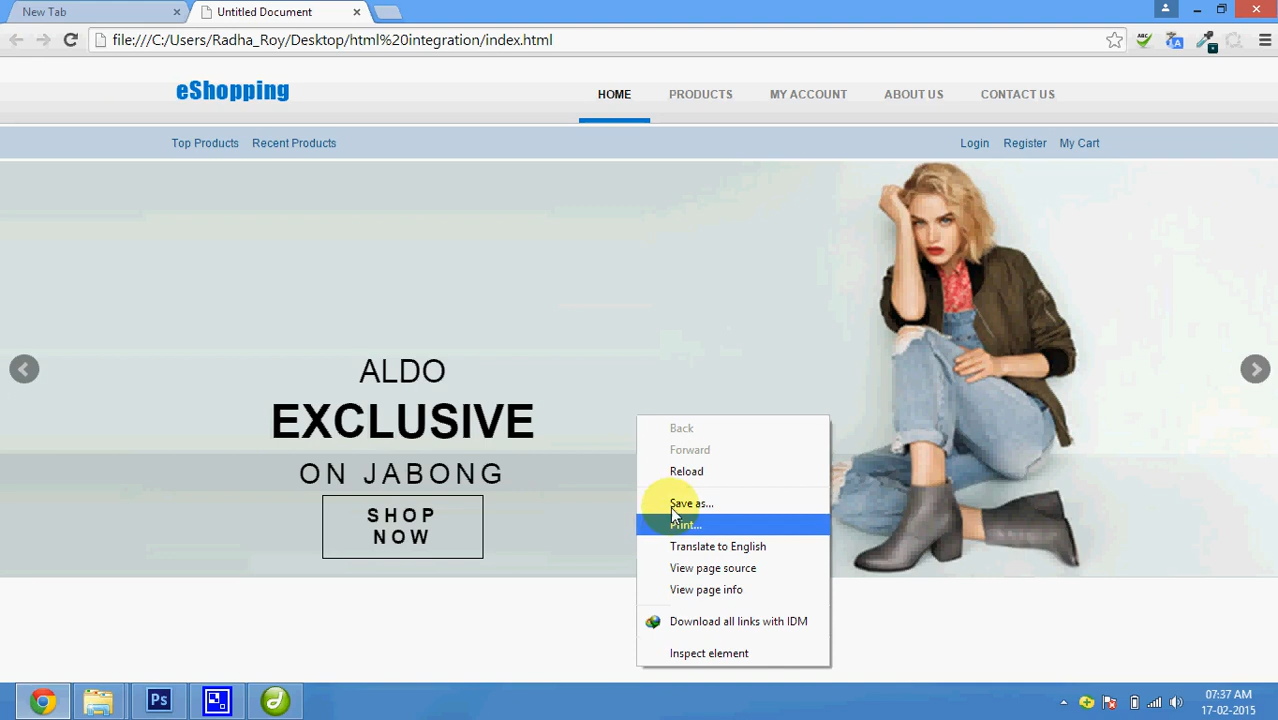 New Tab
Untitled Document
file:///C:/Users/Radha_Roy/Desktop/html%20integration/index.html
ABC
eShopping
HOME
PRODUCTS
MY ACCOUNT
ABOUT US
CONTACT US
Top Products
Recent Products
Login
Register
My Cart
ALDO
EXCLUSIVE
ON JABONG
SHOP
NOW
Back
Forward
Reload
Save as...
Print...
Translate to English
View page source
View page info
Download all links with IDM
Inspect element
Ps
07:37 AM
17-02-2015